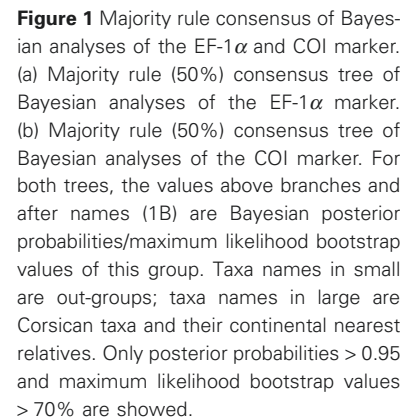 Figure 1 Majority rule consensus of Bayes-
ian analyses of the EF-1α and COI marker.
(a) Majority rule (50%) consensus tree of
Bayesian analyses of the EF-1α marker.
(b) Majority rule (50%) consensus tree of
Bayesian analyses of the COI marker. For
both trees, the values above branches and
after names (1B) are Bayesian posterior
probabilities/maximum likelihood bootstrap
values of this group. Taxa names in small
are out-groups; taxa names in large are
Corsican taxa and their continental nearest
relatives. Only posterior probabilities > 0.95
and maximum likelihood bootstrap values
> 70% are showed.